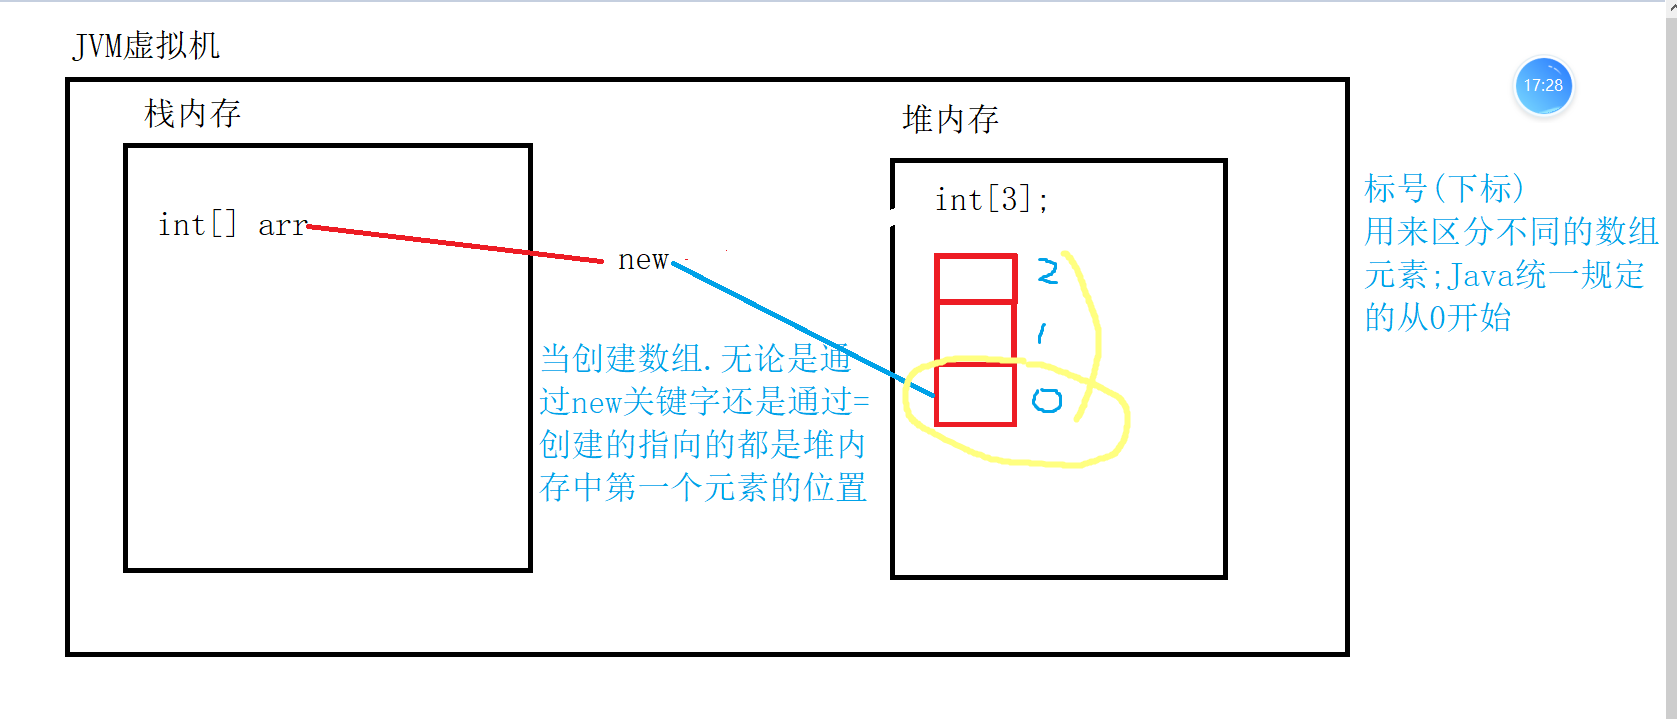 JVM虚拟机
17:28
栈内存
堆内存
int[] arr
new
int[3];
2
1
0
当创建数组.无论是通
过new关键字还是通过=
创建的指向的都是堆内
存中第一个元素的位置
标号(下标)
用来区分不同的数组
元素;Java统一规定
的从0开始